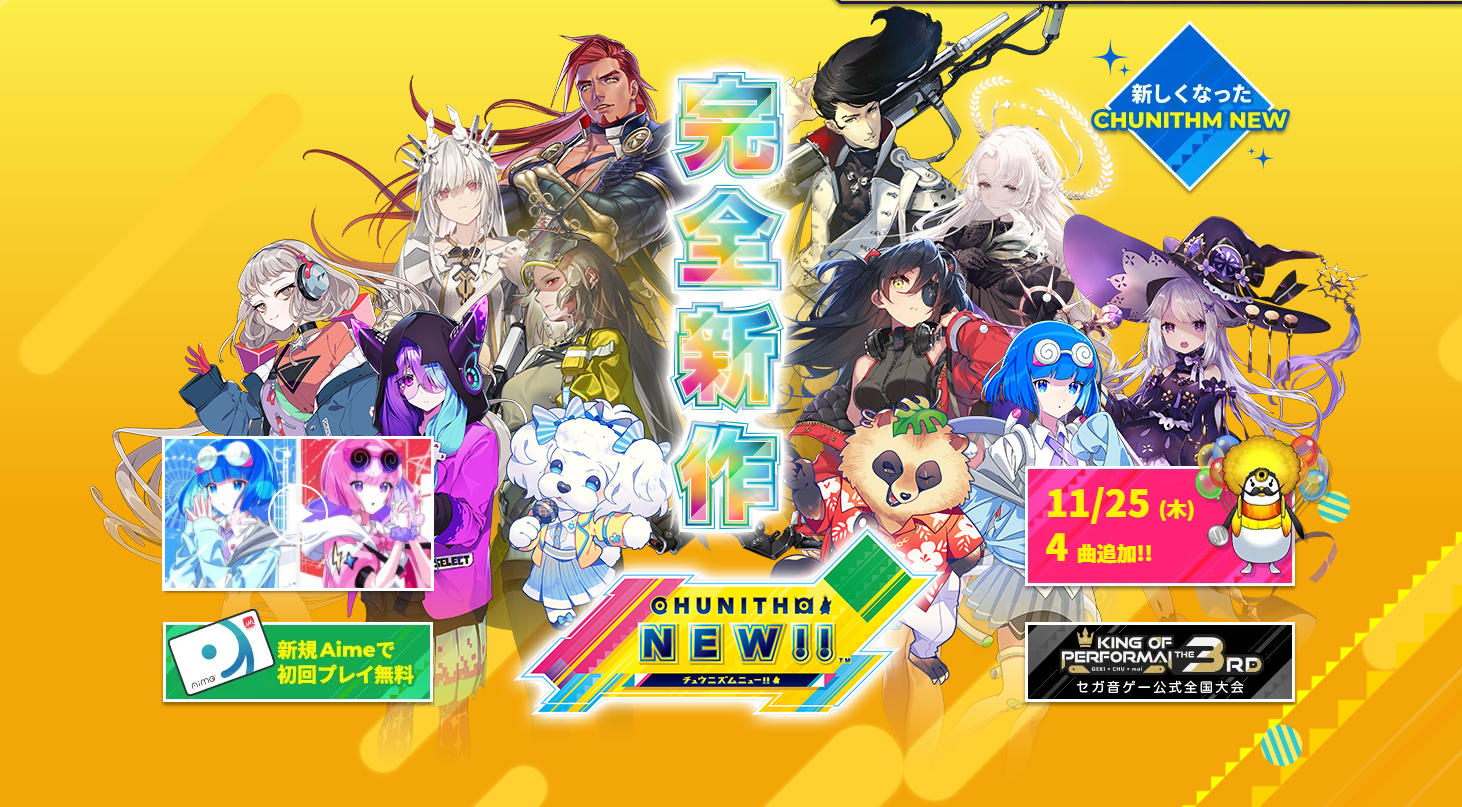 完全新作
新しくなった
CHUNITHM NEW
SELECT
11/25 (木)
4 曲追加!!
CHUNITHM
NEW!!™
チュウニズムニュー!!
Aime
新規Aimeで
初回プレイ無料
KING OF
PERFORMAI THE 3RD
GEKI • CHU • mai
セガ音ゲー公式全国大会